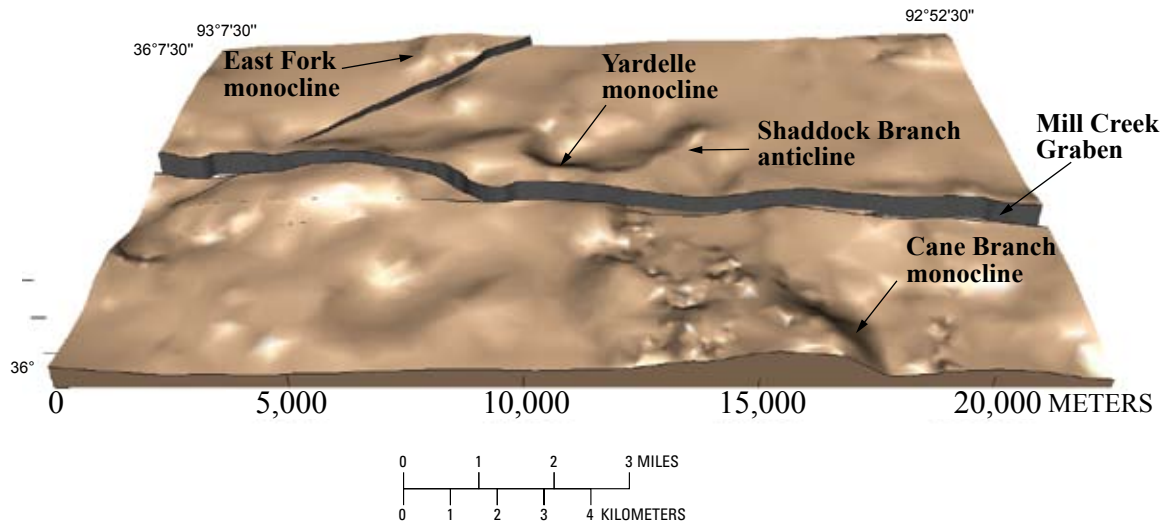 92°52'30"
93°7'30"
36°7'30"
East Fork
monocline
Yardelle
monocline
Shaddock Branch
anticline
Mill Creek
Graben
Cane Branch
monocline
36°
0 5,000 10,000 15,000 20,000 METERS
0 1 2 3 MILES
0 1 2 3 4 KILOMETERS